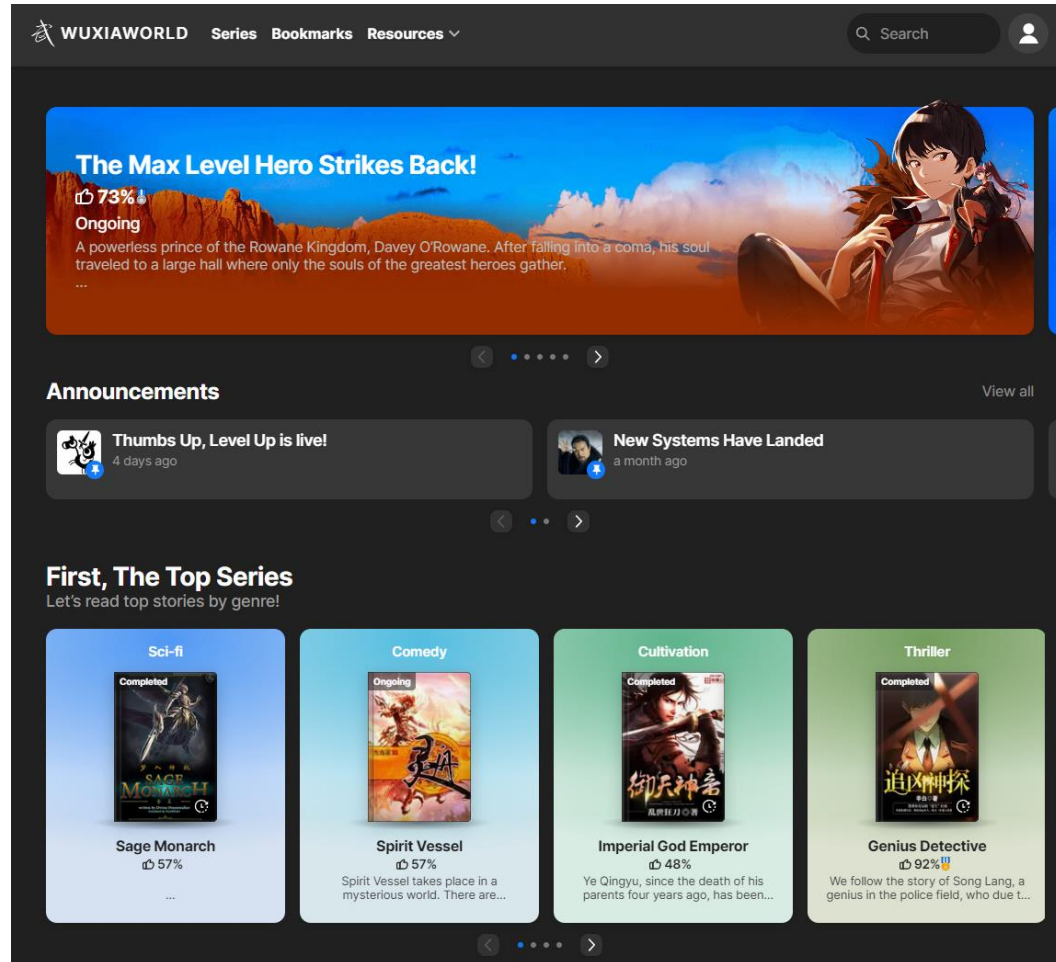 WUXIAWORLD Series Bookmarks Resources Search
The Max Level Hero Strikes Back!
73%
Ongoing
A powerless prince of the Rowane Kingdom, Davey O'Rowane. After falling into a coma, his soul
traveled to a large hall where only the souls of the greatest heroes gather.
...
Announcements View all
Thumbs Up, Level Up is live!
4 days ago
New Systems Have Landed
a month ago
First, The Top Series
Let's read top stories by genre!
Sci-fi
Completed
SAGE
MONARCH
Sage Monarch
57%
...
Comedy
Ongoing
Spirit Vessel
57%
Spirit Vessel takes place in a
mysterious world. There are...
Cultivation
Completed
御天神帝
乱世狂刀 著
Imperial God Emperor
48%
Ye Qingyu, since the death of his
parents four years ago, has been...
Thriller
Completed
追凶神探
Genius Detective
92%
We follow the story of Song Lang, a
genius in the police field, who due t...